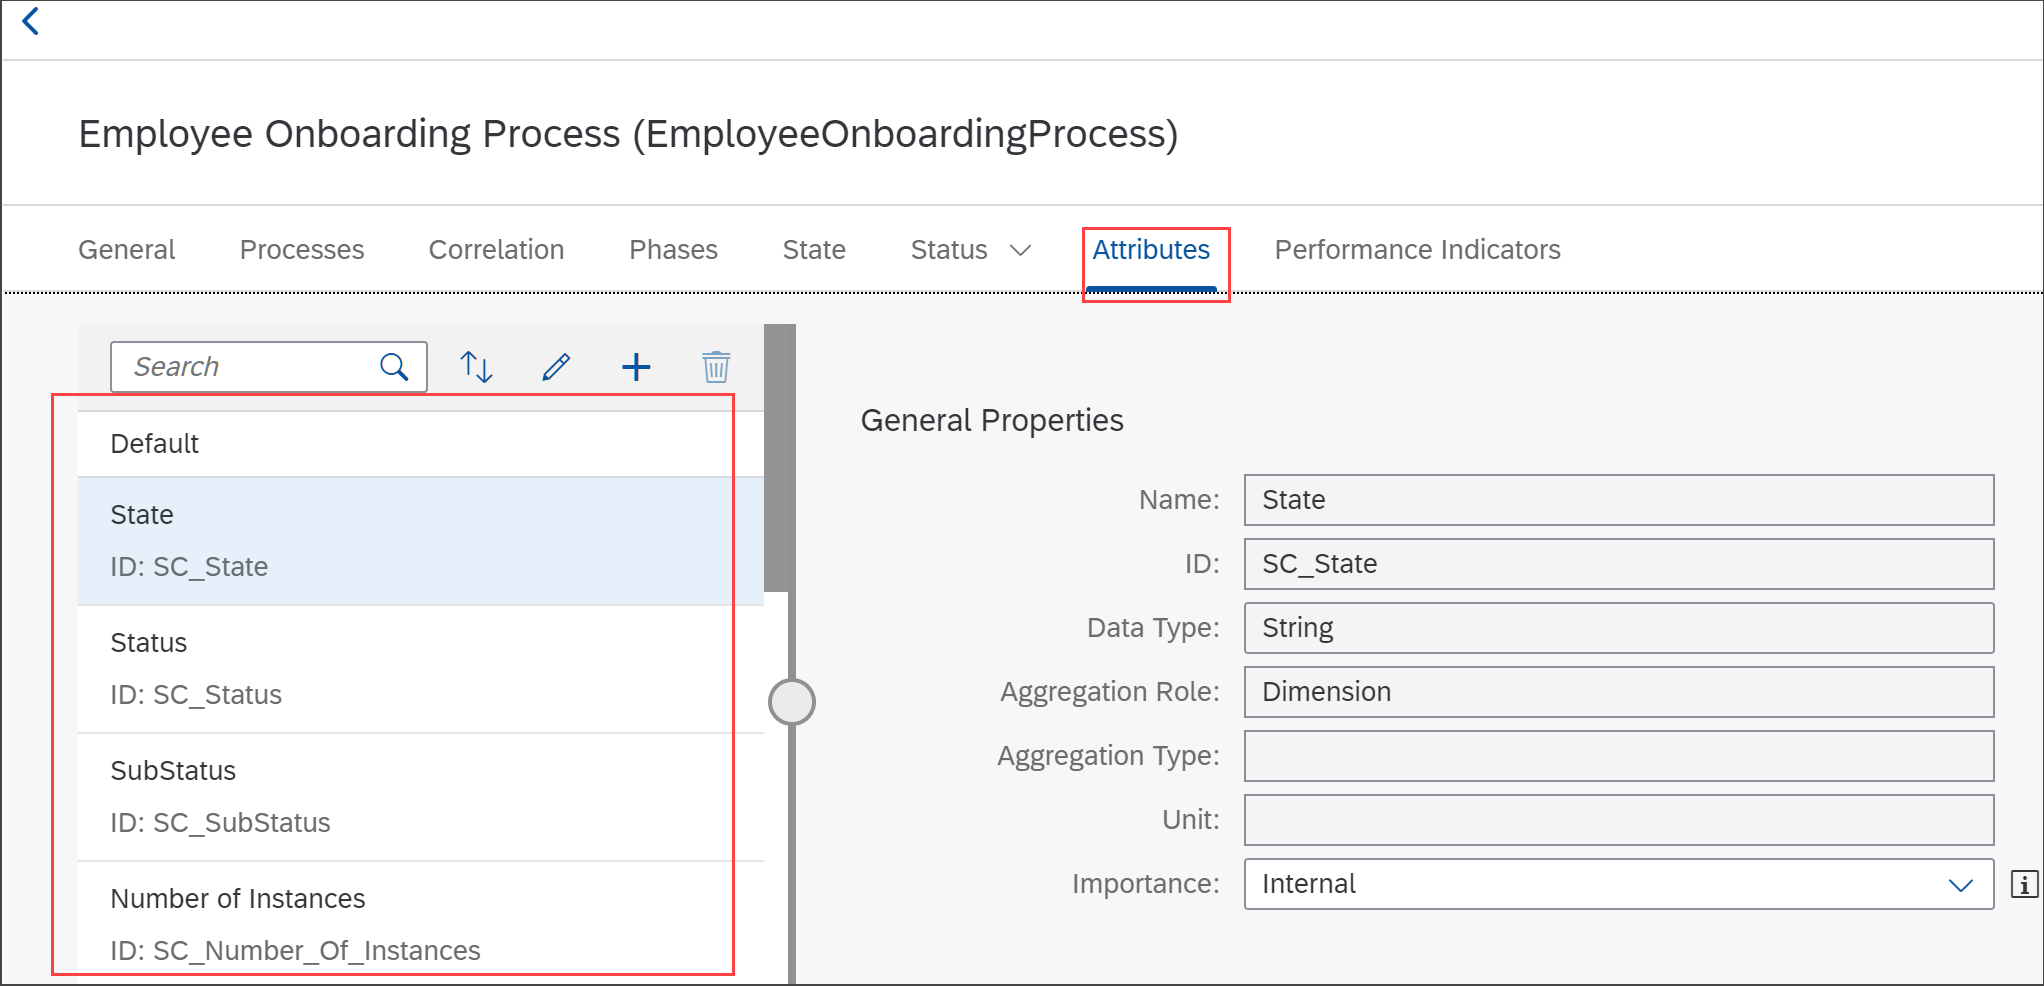 Employee Onboarding Process (EmployeeOnboardingProcess)
General Processes Correlation Phases State Status Attributes Performance Indicators
Search
Default
State
ID: SC_State
Status
ID: SC_Status
SubStatus
ID: SC_SubStatus
Number of Instances
ID: SC_Number_Of_Instances
General Properties
Name: State
ID: SC_State
Data Type: String
Aggregation Role: Dimension
Aggregation Type:
Unit:
Importance: Internal